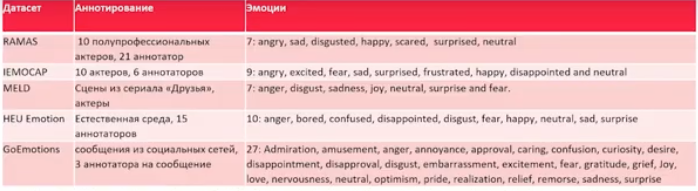 Датасет Аннотирование Эмоции
RAMAS 10 полупрофессиональных 7: angry, sad, disgusted, happy, scared, surprised, neutral
актеров, 21 аннотатор
IEMOCAP 10 актеров, 6 аннотаторов 9: angry, excited, fear, sad, surprised, frustrated, happy, disappointed and neutral
MELD Сцены из сериала «Друзья», 7: anger, disgust, sadness, joy, neutral, surprise and fear.
актеры
HEU Emotion Естественная среда, 15 10: anger, bored, confused, disappointed, disgust, fear, happy, neutral, sad, surprise
аннотаторов
GoEmotions сообщения из социальных сетей, 27: Admiration, amusement, anger, annoyance, approval, caring, confusion, curiosity, desire,
3 аннотатора на сообщение disappointment, disapproval, disgust, embarrassment, excitement, fear, gratitude, grief, Joy,
love, nervousness, neutral, optimism, pride, realization, relief, remorse, sadness, surprise